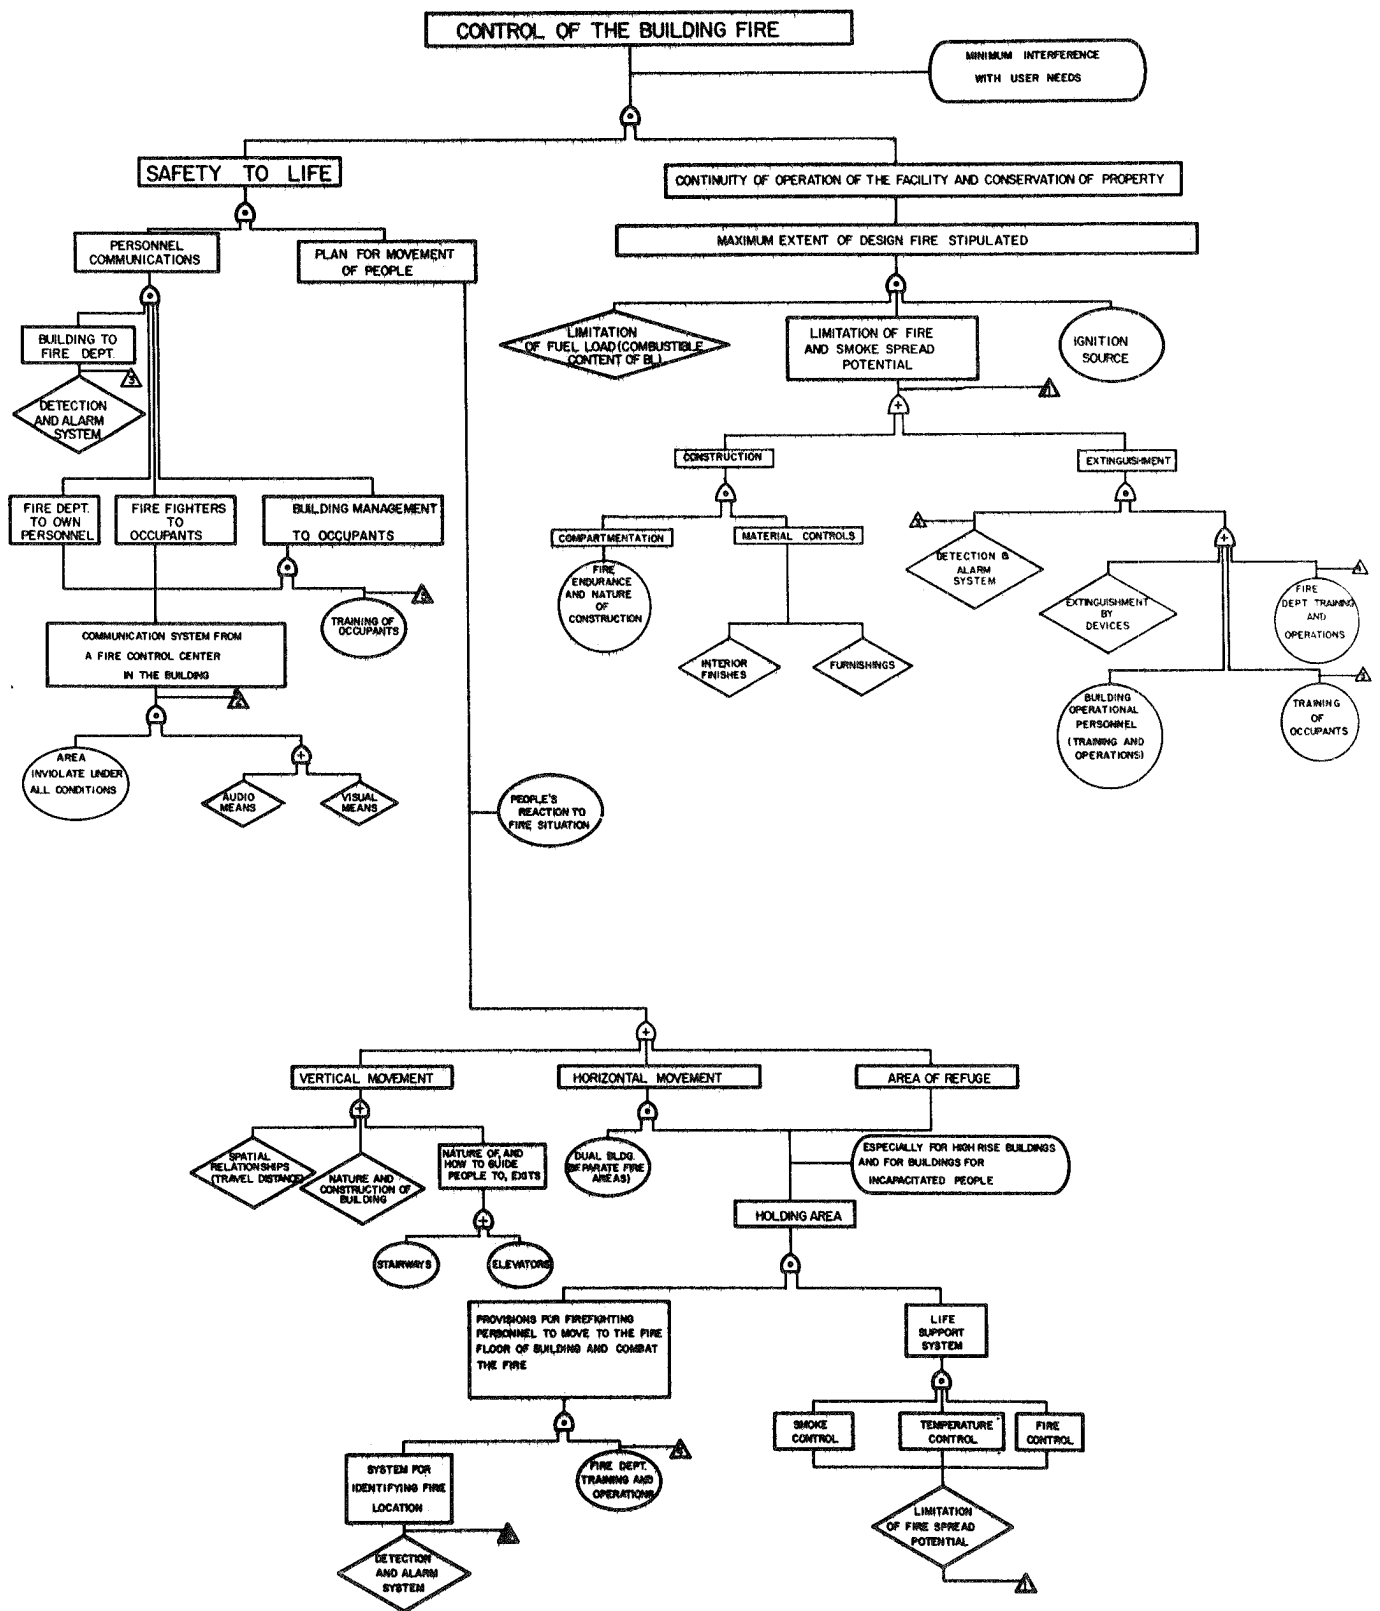 CONTROL OF THE BUILDING FIRE
MINIMUM INTERFERENCE
WITH USER NEEDS
SAFETY TO LIFE
CONTINUITY OF OPERATION OF THE FACILITY AND CONSERVATION OF PROPERTY
PERSONNEL
COMMUNICATIONS
PLAN FOR MOVEMENT
OF PEOPLE
MAXIMUM EXTENT OF DESIGN FIRE STIPULATED
BUILDING TO
FIRE DEPT.
3
DETECTION
AND ALARM
SYSTEM
LIMITATION
OF FUEL LOAD (COMBUSTIBLE
CONTENT OF BL.)
LIMITATION OF FIRE
AND SMOKE SPREAD
POTENTIAL
IGNITION
SOURCE
1
FIRE DEPT.
TO OWN
PERSONNEL
FIRE FIGHTERS
TO
OCCUPANTS
BUILDING MANAGEMENT
TO OCCUPANTS
CONSTRUCTION
EXTINGUISHMENT
COMPARTMENTATION
MATERIAL CONTROLS
FIRE
ENDURANCE
AND NATURE
OF
CONSTRUCTION
INTERIOR
FINISHES
FURNISHINGS
DETECTION &
ALARM
SYSTEM
EXTINGUISHMENT
BY
DEVICES
4
FIRE
DEPT TRAINING
AND
OPERATIONS
BUILDING
OPERATIONAL
PERSONNEL
(TRAINING AND
OPERATIONS)
TRAINING
OF
OCCUPANTS
TRAINING OF
OCCUPANTS
COMMUNICATION SYSTEM FROM
A FIRE CONTROL CENTER
IN THE BUILDING
2
AREA
INVIOLATE UNDER
ALL CONDITIONS
AUDIO
MEANS
VISUAL
MEANS
PEOPLE'S
REACTION TO
FIRE SITUATION
VERTICAL MOVEMENT
HORIZONTAL MOVEMENT
AREA OF REFUGE
SPATIAL
RELATIONSHIPS
(TRAVEL DISTANCE)
NATURE AND
CONSTRUCTION OF
BUILDING
NATURE OF, AND
HOW TO GUIDE
PEOPLE TO, EXITS
DUAL BLDG.
(SEPARATE FIRE
AREAS)
ESPECIALLY FOR HIGH RISE BUILDINGS
AND FOR BUILDINGS FOR
INCAPACITATED PEOPLE
HOLDING AREA
STAIRWAYS
ELEVATORS
PROVISIONS FOR FIREFIGHTING
PERSONNEL TO MOVE TO THE FIRE
FLOOR OF BUILDING AND COMBAT
THE FIRE
LIFE
SUPPORT
SYSTEM
SMOKE
CONTROL
TEMPERATURE
CONTROL
FIRE
CONTROL
SYSTEM FOR
IDENTIFYING FIRE
LOCATION
FIRE DEPT.
TRAINING AND
OPERATIONS
LIMITATION
OF FIRE SPREAD
POTENTIAL
DETECTION
AND ALARM
SYSTEM
1